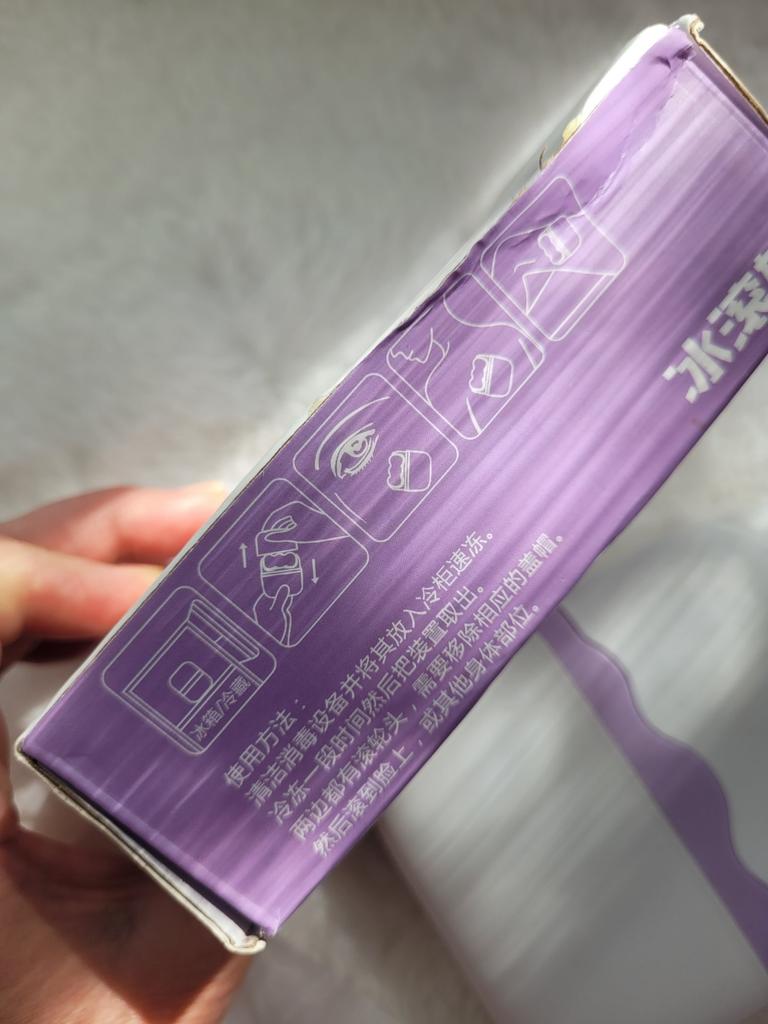 冰滚
冰箱/冷藏
使用方法：
清洁消毒设备并将其放入冷柜速冻。
冷冻一段时间然后把装置取出。
两边都有滚轮头，需要移除相应的盖帽。
然后滚到脸上，或其他身体部位。